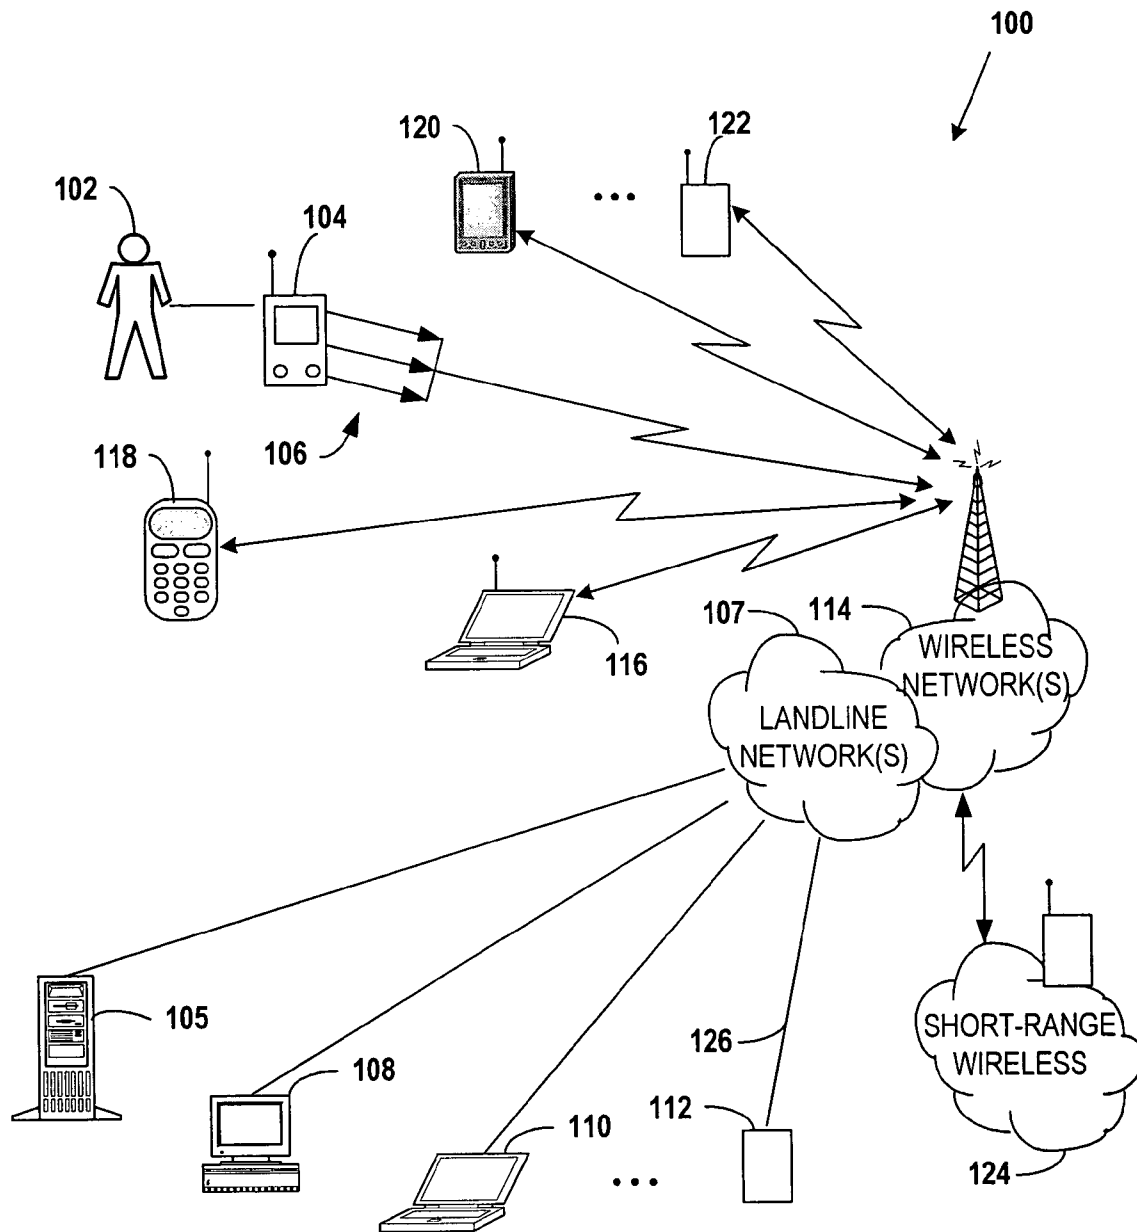 100
120
122
102
104
106
118
107
114
116
WIRELESS
NETWORK(S)
LANDLINE
NETWORK(S)
105
108
110
112
126
SHORT-RANGE
WIRELESS
124